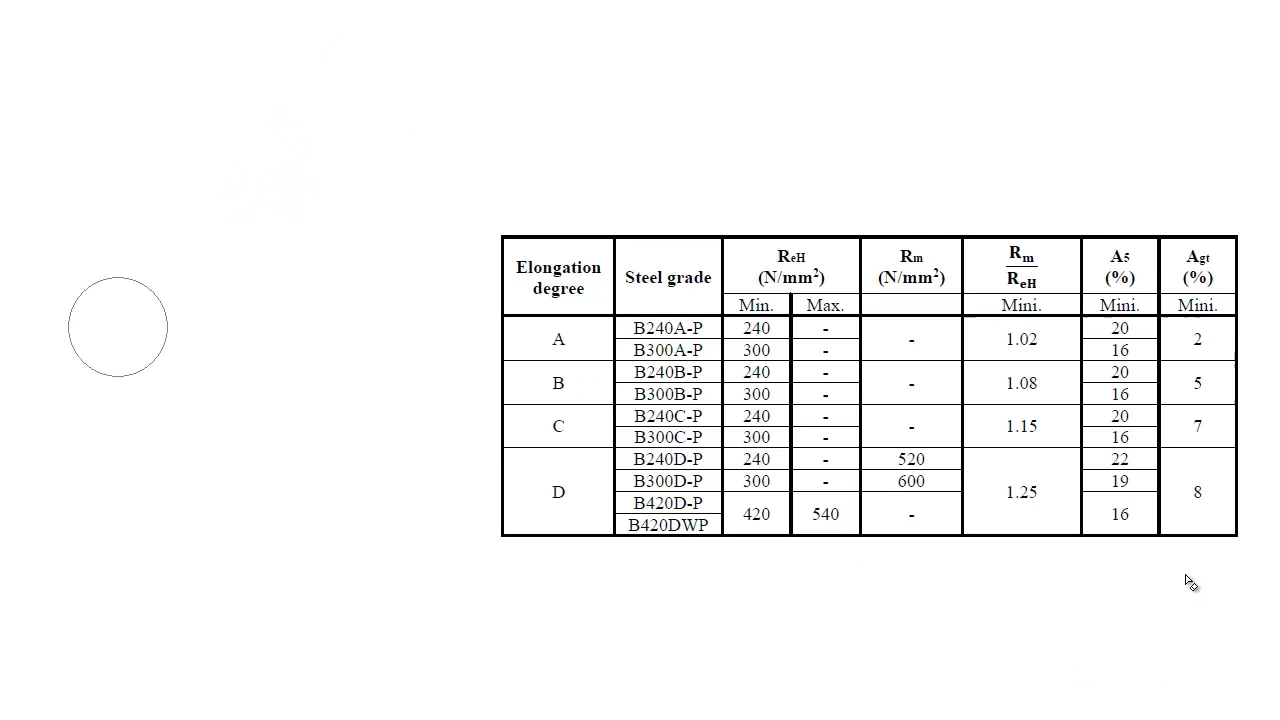 Elongation degree Steel grade ReH (N/mm²) Rm (N/mm²) Rm/ReH A5 (%) Agt (%)
Min. Max. Mini. Mini. Mini.
A B240A-P 240 - - 1.02 20 2
B300A-P 300 - 16
B B240B-P 240 - - 1.08 20 5
B300B-P 300 - 16
C B240C-P 240 - - 1.15 20 7
B300C-P 300 - 16
D B240D-P 240 - 520 1.25 22 8
B300D-P 300 - 600 19
B420D-P 420 540 - 16
B420DWP